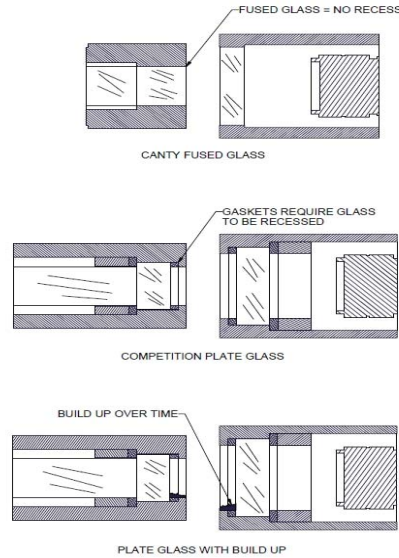 FUSED GLASS = NO RECESS
CANTY FUSED GLASS
GASKETS REQUIRE GLASS
TO BE RECESSED
COMPETITION PLATE GLASS
BUILD UP OVER TIME
PLATE GLASS WITH BUILD UP